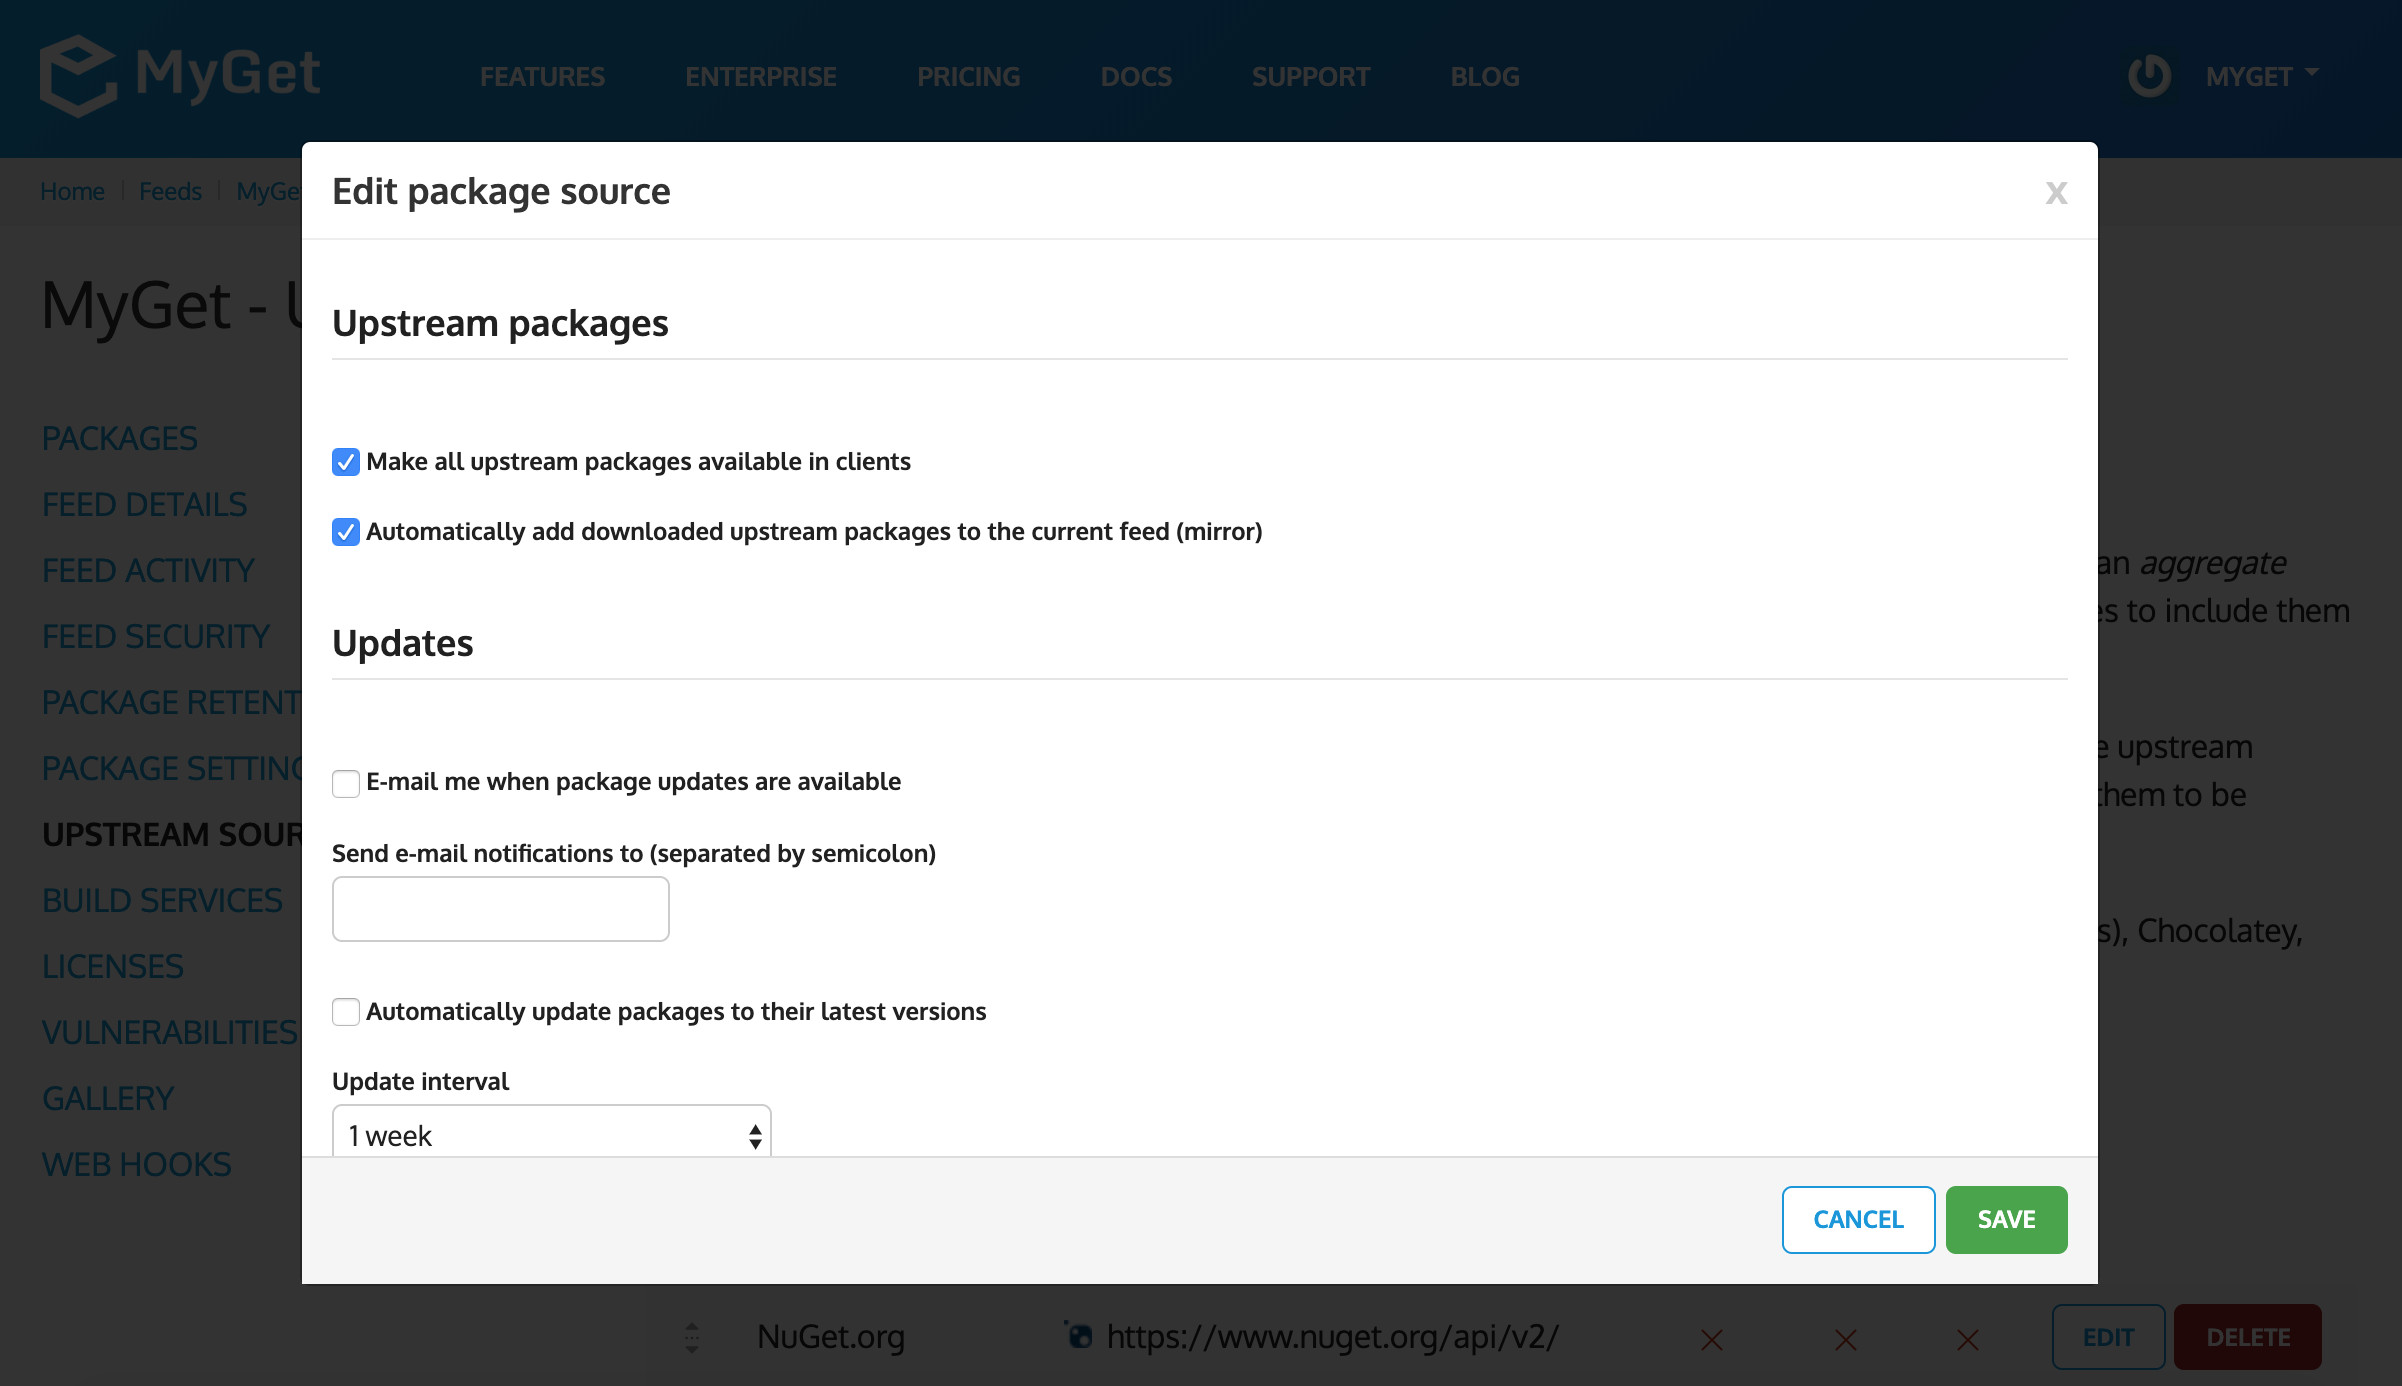 MyGet
FEATURES ENTERPRISE PRICING DOCS SUPPORT BLOG MYGET
Home Feeds
Edit package source x
MyGet -
Upstream packages
Make all upstream packages available in clients
Automatically add downloaded upstream packages to the current feed (mirror)
Updates
E-mail me when package updates are available
Send e-mail notifications to (separated by semicolon)
Automatically update packages to their latest versions
Update interval
1 week
CANCEL SAVE
PACKAGES
FEED DETAILS
FEED ACTIVITY
FEED SECURITY
PACKAGE
PACKAGE
UPSTREAM
BUILD SERVICES
LICENSES
VULNERABILITIES
GALLERY
WEB HOOKS
an aggregate
to include them
upstream
them to be
Chocolatey,
NuGet.org https://www.nuget.org/api/v2/ EDIT DELETE